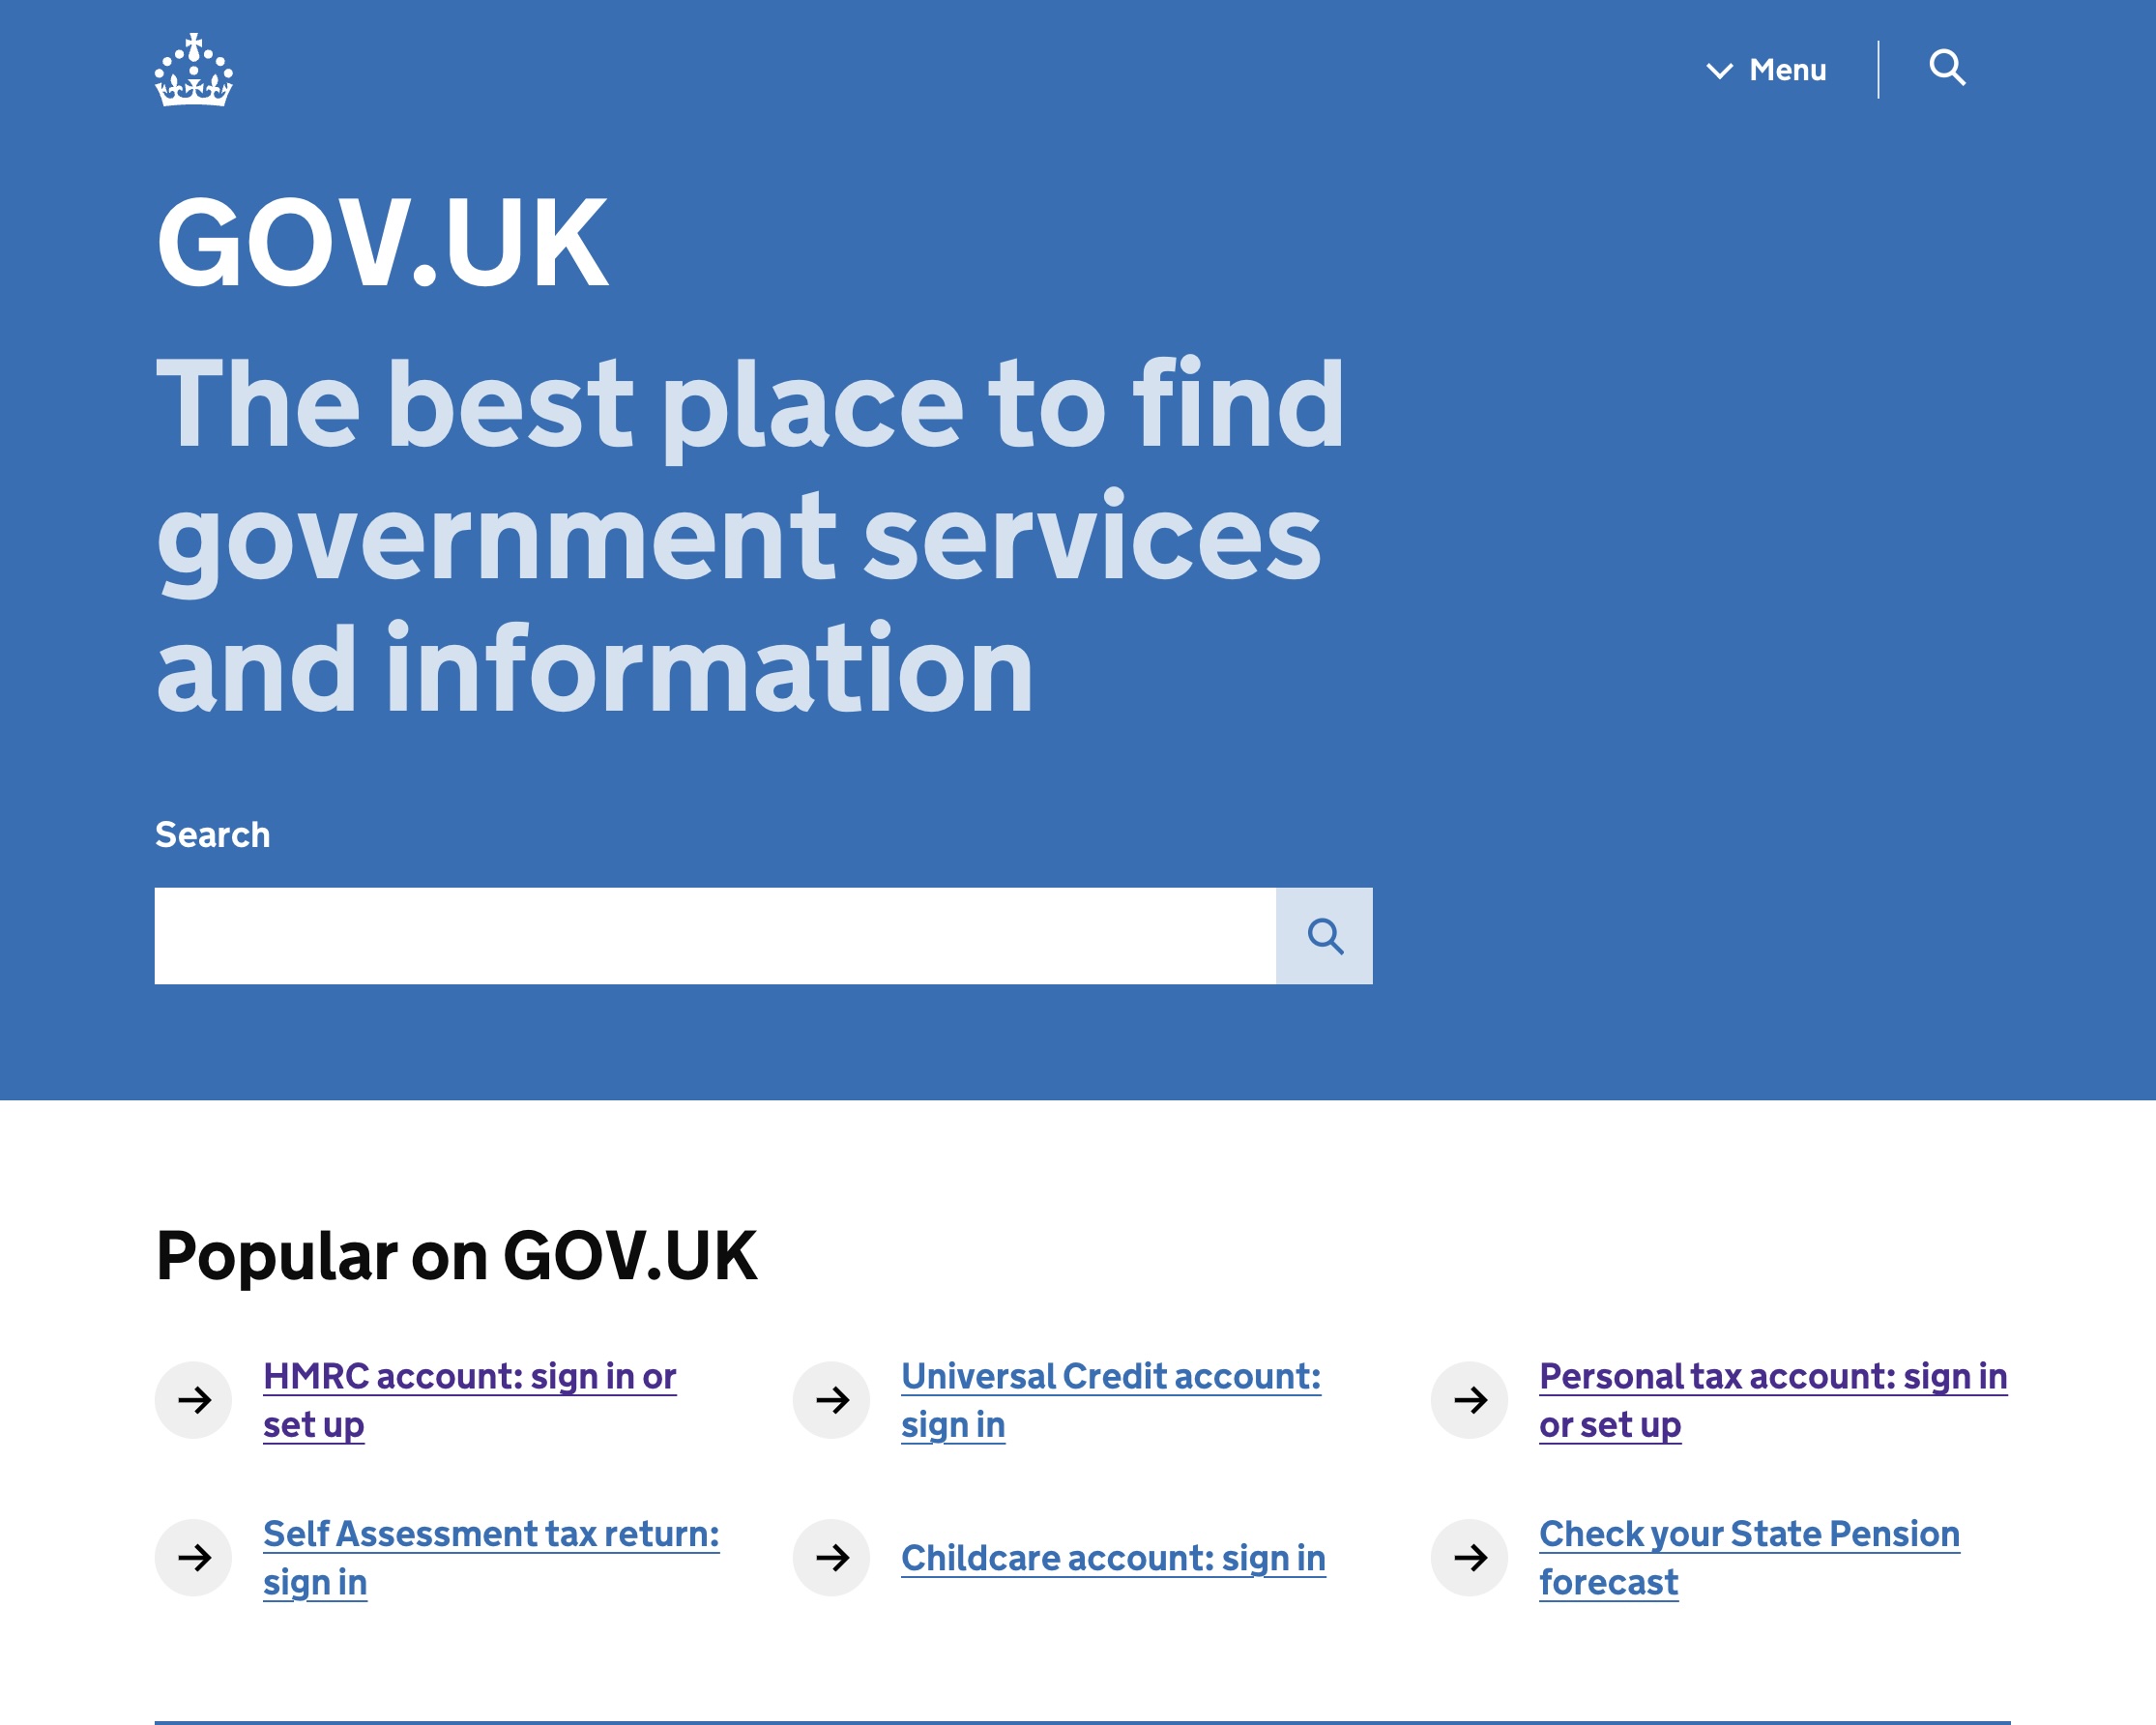 Menu
GOV.UK
The best place to find
government services
and information
Search
Popular on GOV.UK
HMRC account: sign in or
set up
Universal Credit account:
sign in
Personal tax account: sign in
or set up
Self Assessment tax return:
sign in
Childcare account: sign in
Check your State Pension
forecast